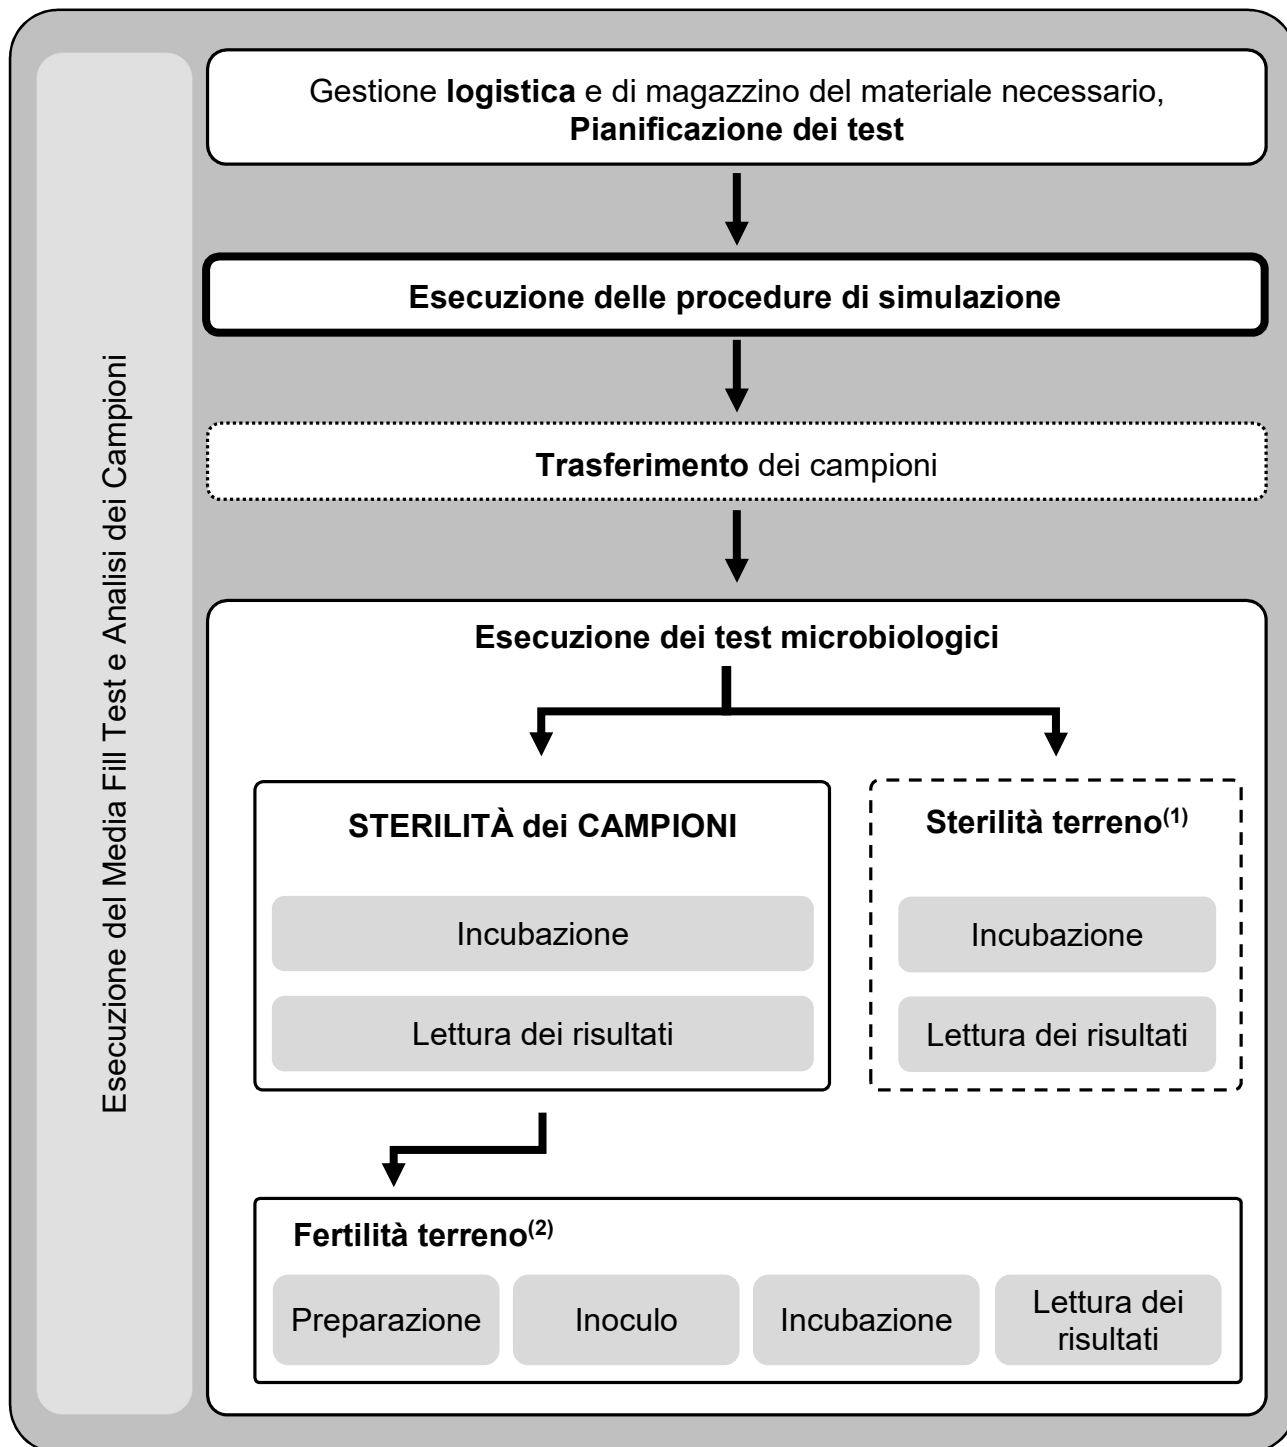 Gestione logistica e di magazzino del materiale necessario,
Pianificazione dei test
Esecuzione delle procedure di simulazione
Trasferimento dei campioni
Esecuzione del Media Fill Test e Analisi dei Campioni
Esecuzione dei test microbiologici
STERILITÀ dei CAMPIONI
Incubazione
Lettura dei risultati
Sterilità terreno(1)
Incubazione
Lettura dei risultati
Fertilità terreno(2)
Preparazione
Inoculo
Incubazione
Lettura dei
risultati